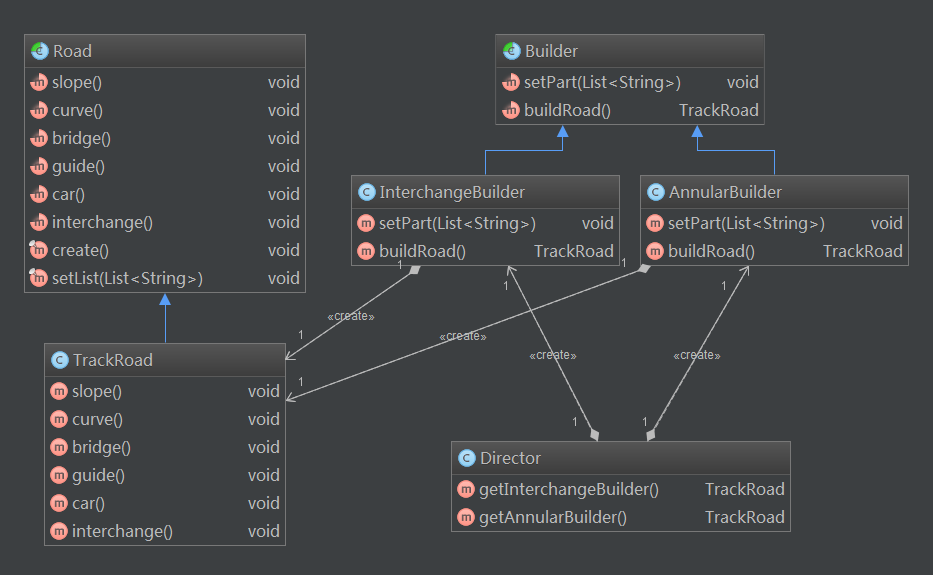 Road
slope() void
curve() void
bridge() void
guide() void
car() void
interchange() void
create() void
setList(List<String>) void
Builder
setPart(List<String>) void
buildRoad() TrackRoad
InterchangeBuilder
setPart(List<String>) void
buildRoad() TrackRoad
AnnularBuilder
setPart(List<String>) void
buildRoad() TrackRoad
1
1
1
1
«create»
«create»
1
1
«create»
«create»
1
1
TrackRoad
slope() void
curve() void
bridge() void
guide() void
car() void
interchange() void
Director
getInterchangeBuilder() TrackRoad
getAnnularBuilder() TrackRoad